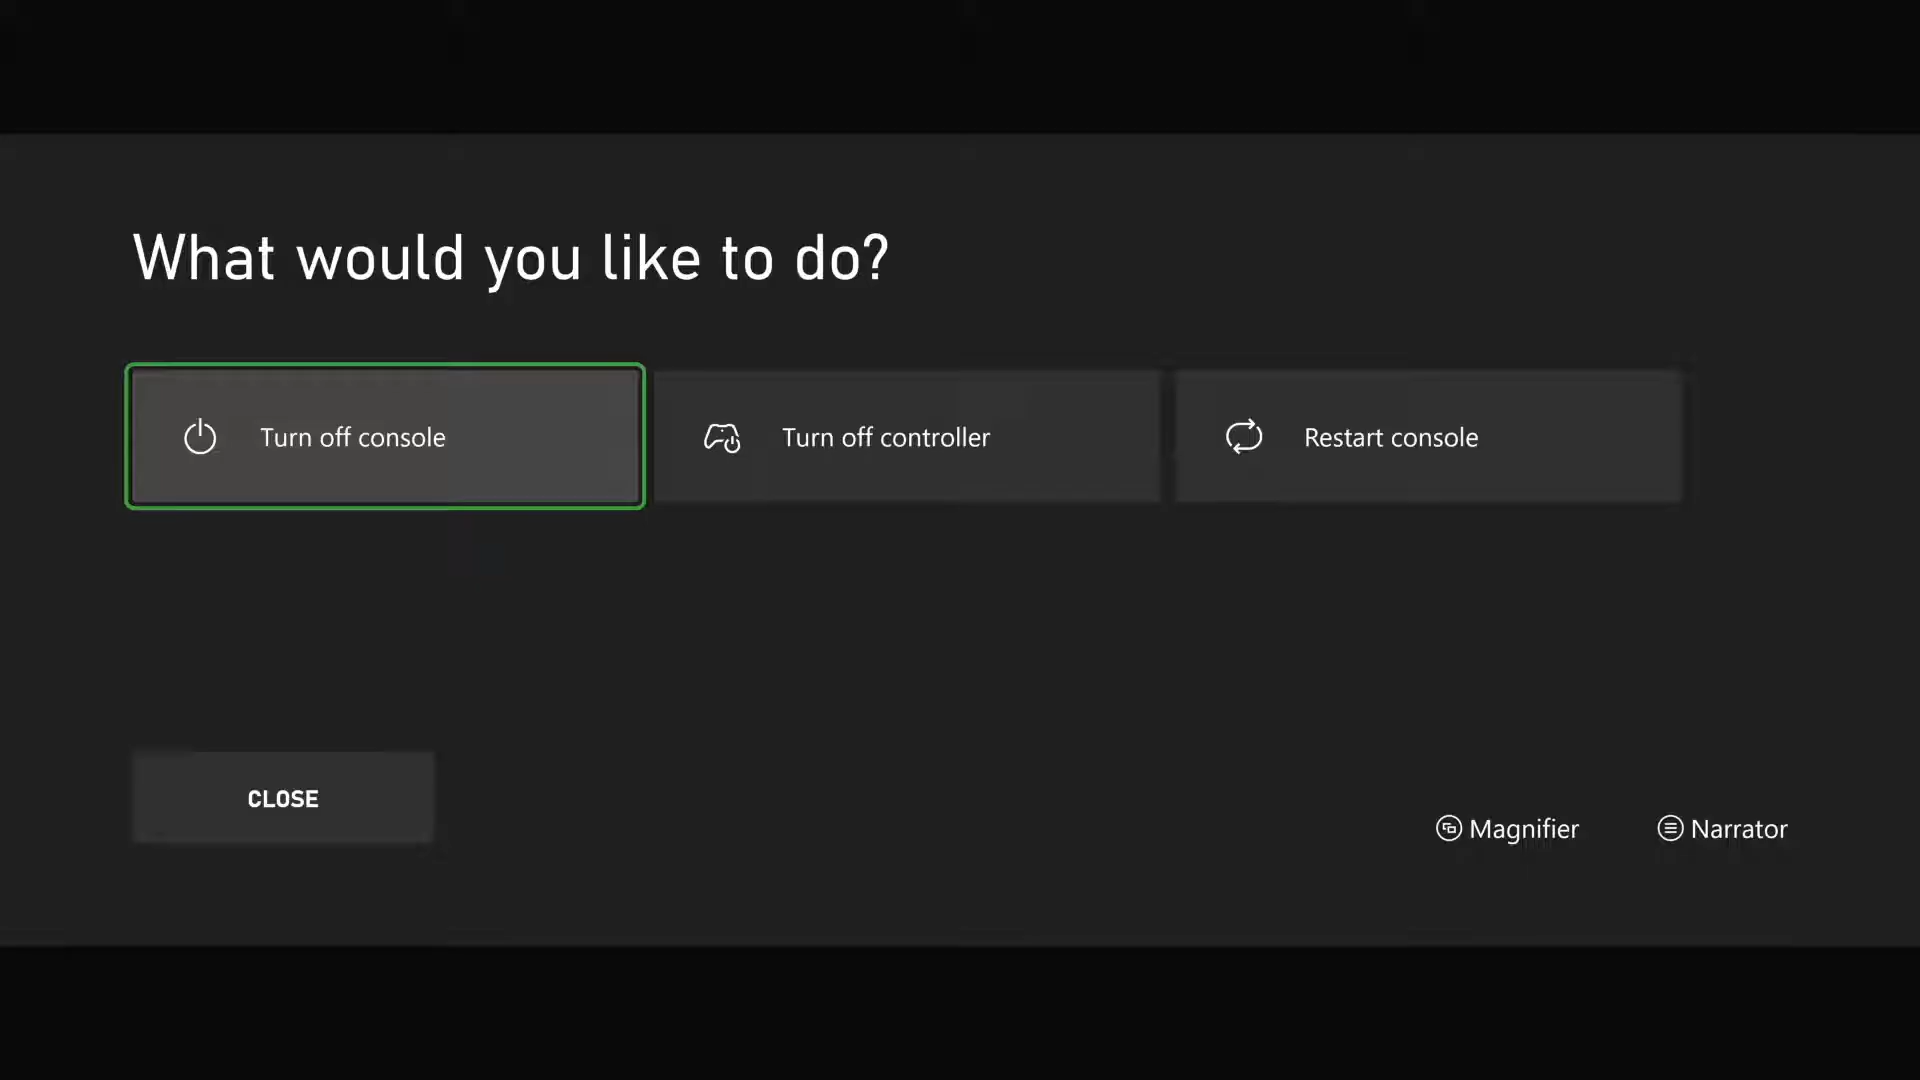 What would you like to do?
Turn off console
Turn off controller
Restart console
CLOSE
Magnifier
Narrator